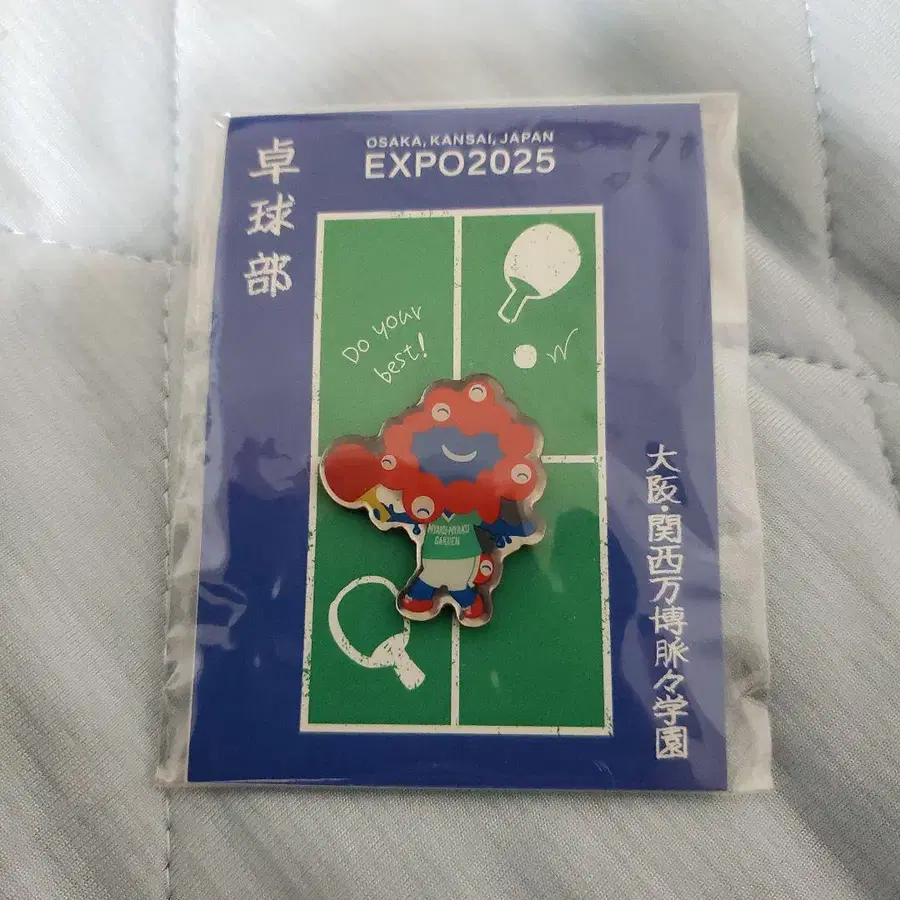 OSAKA, KANSAI, JAPAN
EXPO2025
卓球部
Do your
best!
MYAKU-MYAKU
GARDEN
大阪・関西万博脈々学園